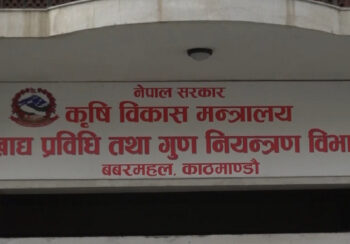 नेपाल सरकार
कृषि विकास मन्त्रालय
खाद्य प्रविधि तथा गुण नियन्त्रण विभा
बबरमहल, काठमाण्डौ